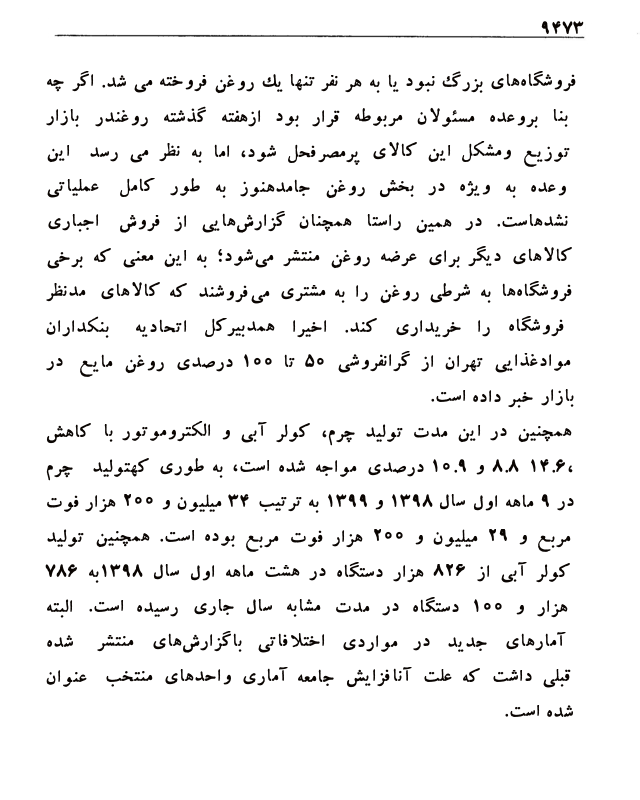 ۹۴۷۳
فروشگاه‌های بزرگ نبود یا به هر نفر تنها یك روغن فروخته می شد. اگر چه
بنا بروعده مسئولان مربوطه قرار بود ازهفته گذشته روغندر بازار
توزیع ومشکل این کالای پرمصرفحل شود، اما به نظر می رسد این
وعده به ویژه در بخش روغن جامدهنوز به طور کامل عملیاتی
نشدهاست. در همین راستا همچنان گزارش‌هایی از فروش اجباری
کالاهای دیگر برای عرضه روغن منتشر می‌شود؛ به این معنی که برخی
فروشگاه‌ها به شرطی روغن را به مشتری می‌فروشند که کالاهای مدنظر
فروشگاه را خریداری کند. اخیرا همدبیرکل اتحادیه بنکداران
موادغذایی تهران از گرانفروشی ۵۰ تا ۱۰۰ درصدی روغن مایع در
بازار خبر داده است.
همچنین در این مدت تولید چرم، کولر آبی و الکتروموتور با کاهش
۱۴.۶، ۸.۸ و ۱۰.۹ درصدی مواجه شده است، به طوری کهتولید چرم
در ۹ ماهه اول سال ۱۳۹۸ و ۱۳۹۹ به ترتیب ۳۴ میلیون و ۲۰۰ هزار فوت
مربع و ۲۹ میلیون و ۲۰۰ هزار فوت مربع بوده است. همچنین تولید
کولر آبی از ۸۲۶ هزار دستگاه در هشت ماهه اول سال ۱۳۹۸به ۷۸۶
هزار و ۱۰۰ دستگاه در مدت مشابه سال جاری رسیده است. البته
آمارهای جدید در مواردی اختلافاتی باگزارش‌های منتشر شده
قبلی داشت که علت آنافزایش جامعه آماری واحدهای منتخب عنوان
شده است.